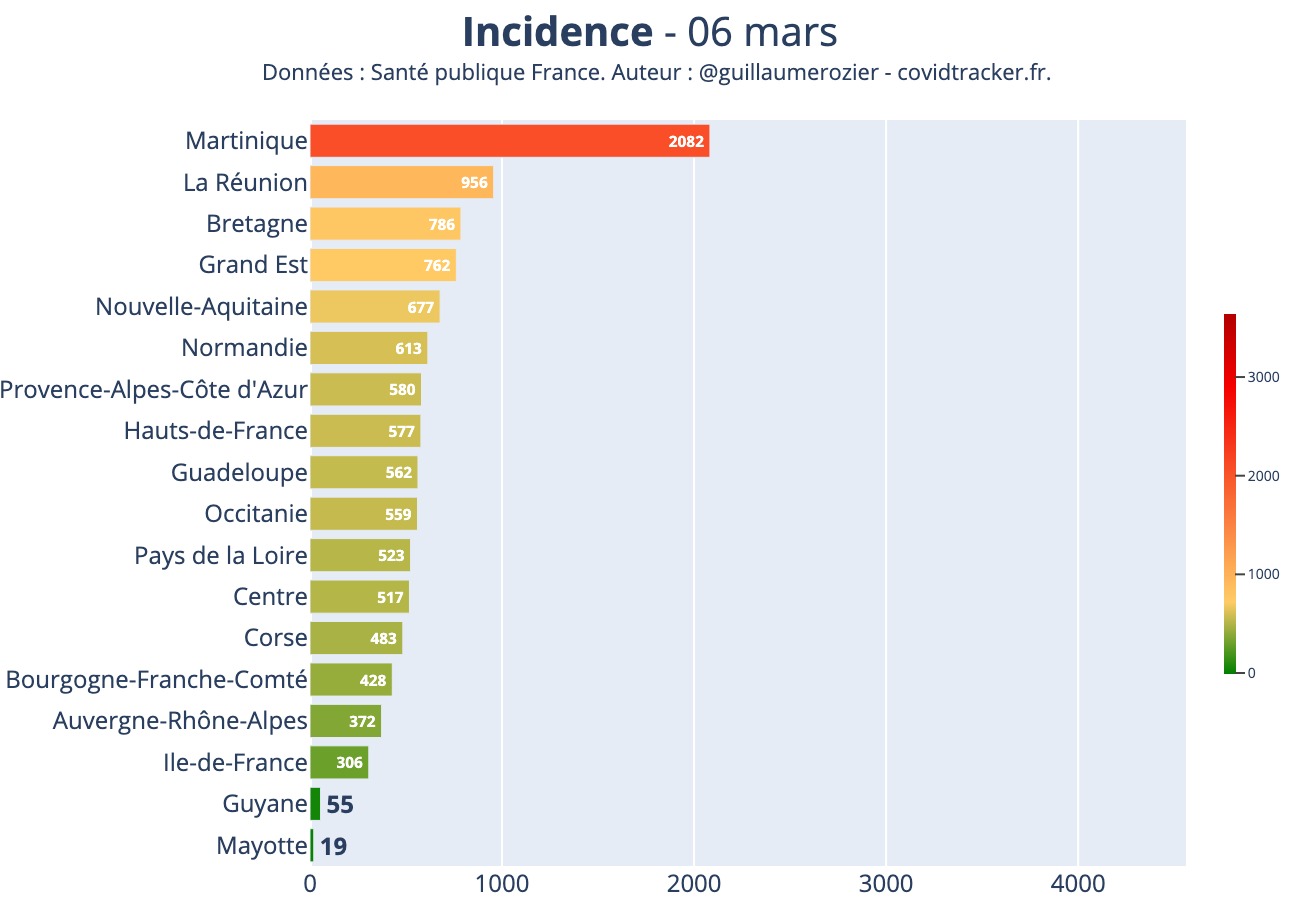 Incidence - 06 mars
Données : Santé publique France. Auteur : @guillaumerozier - covidtracker.fr.
Martinique 2082
La Réunion 956
Bretagne 786
Grand Est 762
Nouvelle-Aquitaine 677
Normandie 613
Provence-Alpes-Côte d'Azur 580
Hauts-de-France 577
Guadeloupe 562
Occitanie 559
Pays de la Loire 523
Centre 517
Corse 483
Bourgogne-Franche-Comté 428
Auvergne-Rhône-Alpes 372
Ile-de-France 306
Guyane 55
Mayotte 19
0 1000 2000 3000 4000
3000
2000
1000
0